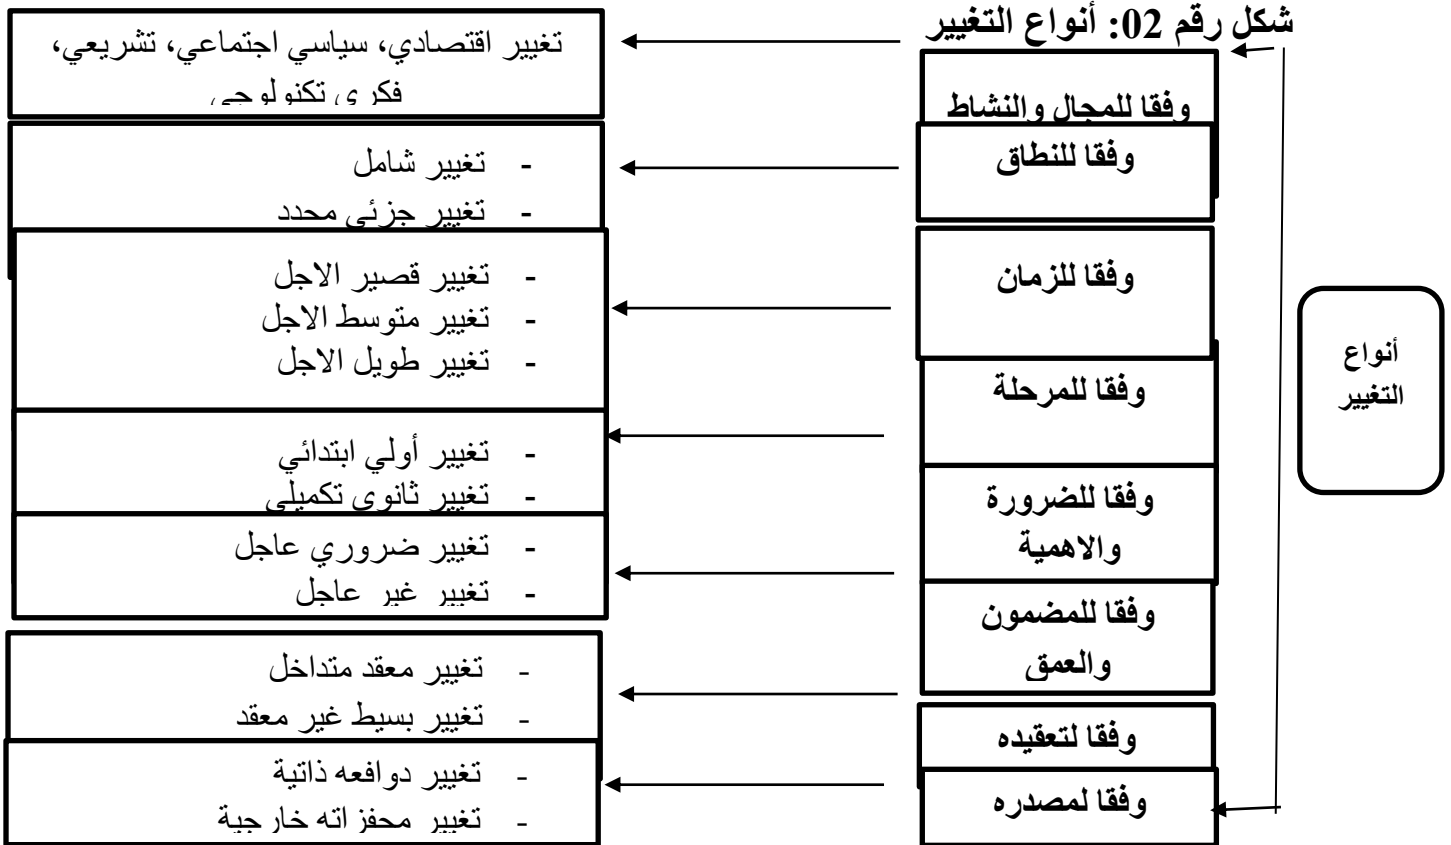 شكل رقم 02: أنواع التغيير
أنواع
التغيير
وفقا للمجال والنشاط
تغيير اقتصادي، سياسي اجتماعي، تشريعي،
فكري تكنولوجي
وفقا للنطاق
- تغيير شامل
- تغيير جزئي محدد
وفقا للزمان
- تغيير قصير الاجل
- تغيير متوسط الاجل
- تغيير طويل الاجل
وفقا للمرحلة
- تغيير أولي ابتدائي
- تغيير ثانوي تكميلي
وفقا للضرورة
والاهمية
- تغيير ضروري عاجل
- تغيير غير عاجل
وفقا للمضمون
والعمق
- تغيير معقد متداخل
- تغيير بسيط غير معقد
وفقا لتعقيده
وفقا لمصدره
- تغيير دوافعه ذاتية
- تغيير محفزاته خارجية